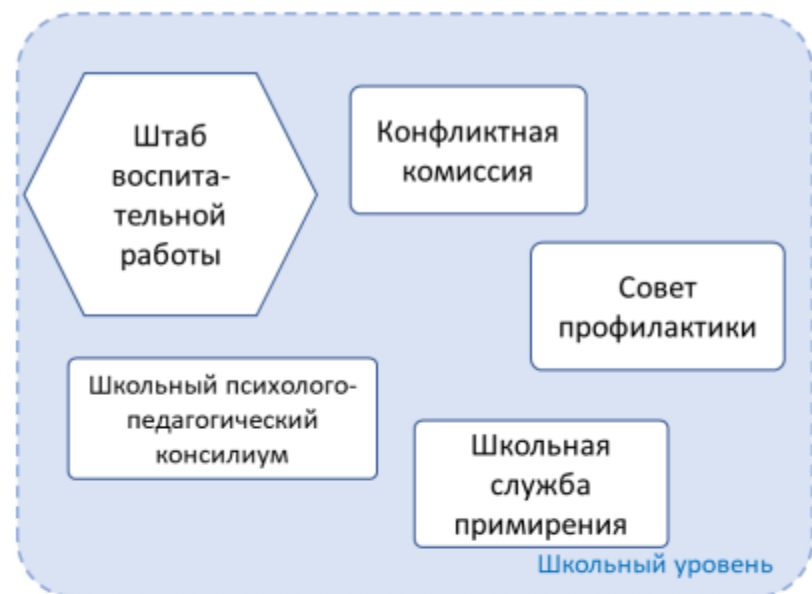 Штаб
воспита-
тельной
работы
Конфликтная
комиссия
Совет
профилактики
Школьный психолого-
педагогический
консилиум
Школьная
служба
примирения
Школьный уровень